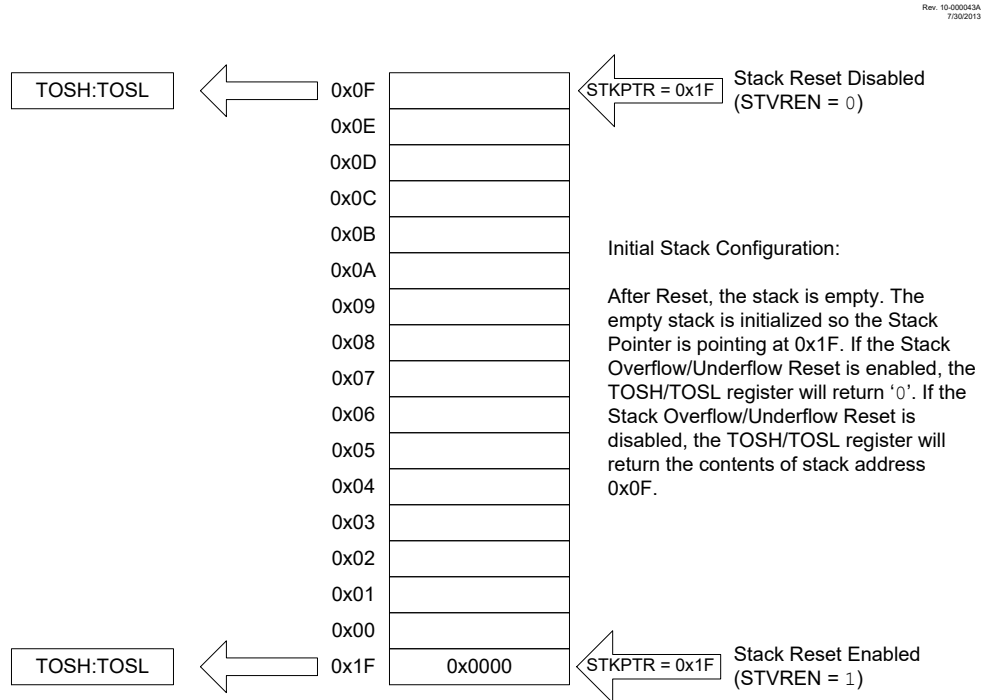 Rev. 10-000043A
7/30/2013
TOSH:TOSL
0x0F
STKPTR = 0x1F
Stack Reset Disabled
(STVREN = 0)
0x0E
0x0D
0x0C
0x0B
0x0A
0x09
0x08
0x07
0x06
0x05
0x04
0x03
0x02
0x01
0x00
Initial Stack Configuration:
After Reset, the stack is empty. The
empty stack is initialized so the Stack
Pointer is pointing at 0x1F. If the Stack
Overflow/Underflow Reset is enabled, the
TOSH/TOSL register will return ‘0’. If the
Stack Overflow/Underflow Reset is
disabled, the TOSH/TOSL register will
return the contents of stack address
0x0F.
TOSH:TOSL
0x1F
0x0000
STKPTR = 0x1F
Stack Reset Enabled
(STVREN = 1)